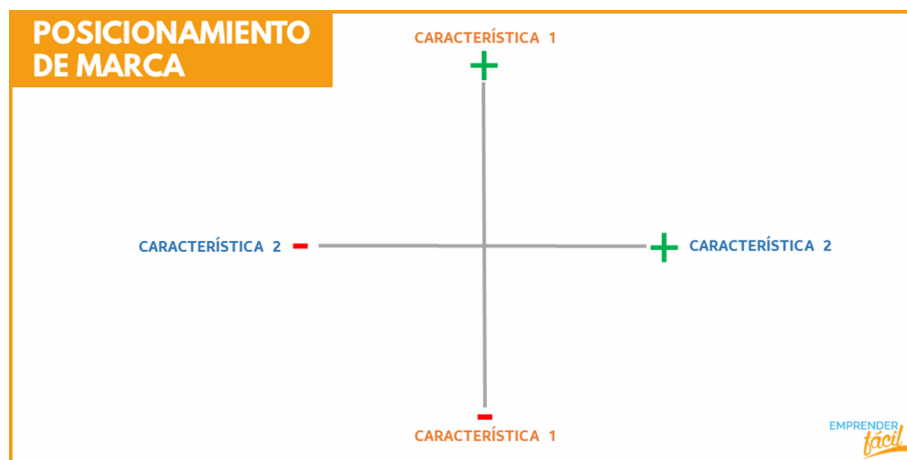 POSICIONAMIENTO
DE MARCA
CARACTERÍSTICA 1
+
CARACTERÍSTICA 2 -
+ CARACTERÍSTICA 2
-
CARACTERÍSTICA 1
EMPRENDER
fácil